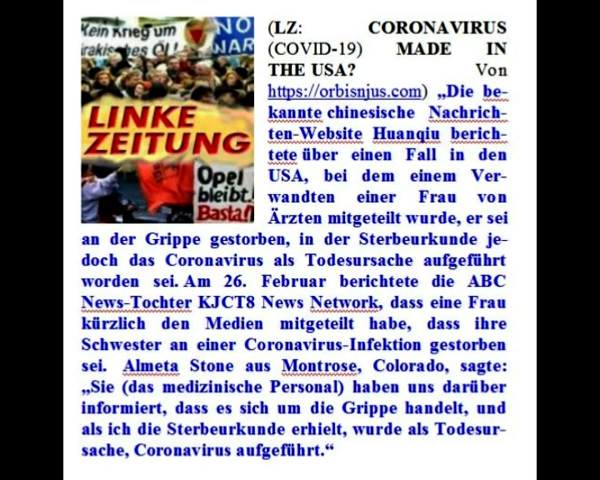 Kein Krieg um
irakisches Öl!
NO
LINKE
ZEITUNG
Opel
bleibt!
Basta!!
(LZ: CORONAVIRUS
(COVID-19) MADE IN
THE USA? Von
https://orbisnjus.com) „Die be-
kannte chinesische Nachrich-
ten-Website Huanqiu berich-
tete über einen Fall in den
USA, bei dem einem Ver-
wandten einer Frau von
Ärzten mitgeteilt wurde, er sei
an der Grippe gestorben, in der Sterbeurkunde je-
doch das Coronavirus als Todesursache aufgeführt
worden sei. Am 26. Februar berichtete die ABC
News-Tochter KJCT8 News Network, dass eine Frau
kürzlich den Medien mitgeteilt habe, dass ihre
Schwester an einer Coronavirus-Infektion gestorben
sei. Almeta Stone aus Montrose, Colorado, sagte:
„Sie (das medizinische Personal) haben uns darüber
informiert, dass es sich um die Grippe handelt, und
als ich die Sterbeurkunde erhielt, wurde als Todesur-
sache, Coronavirus aufgeführt.“